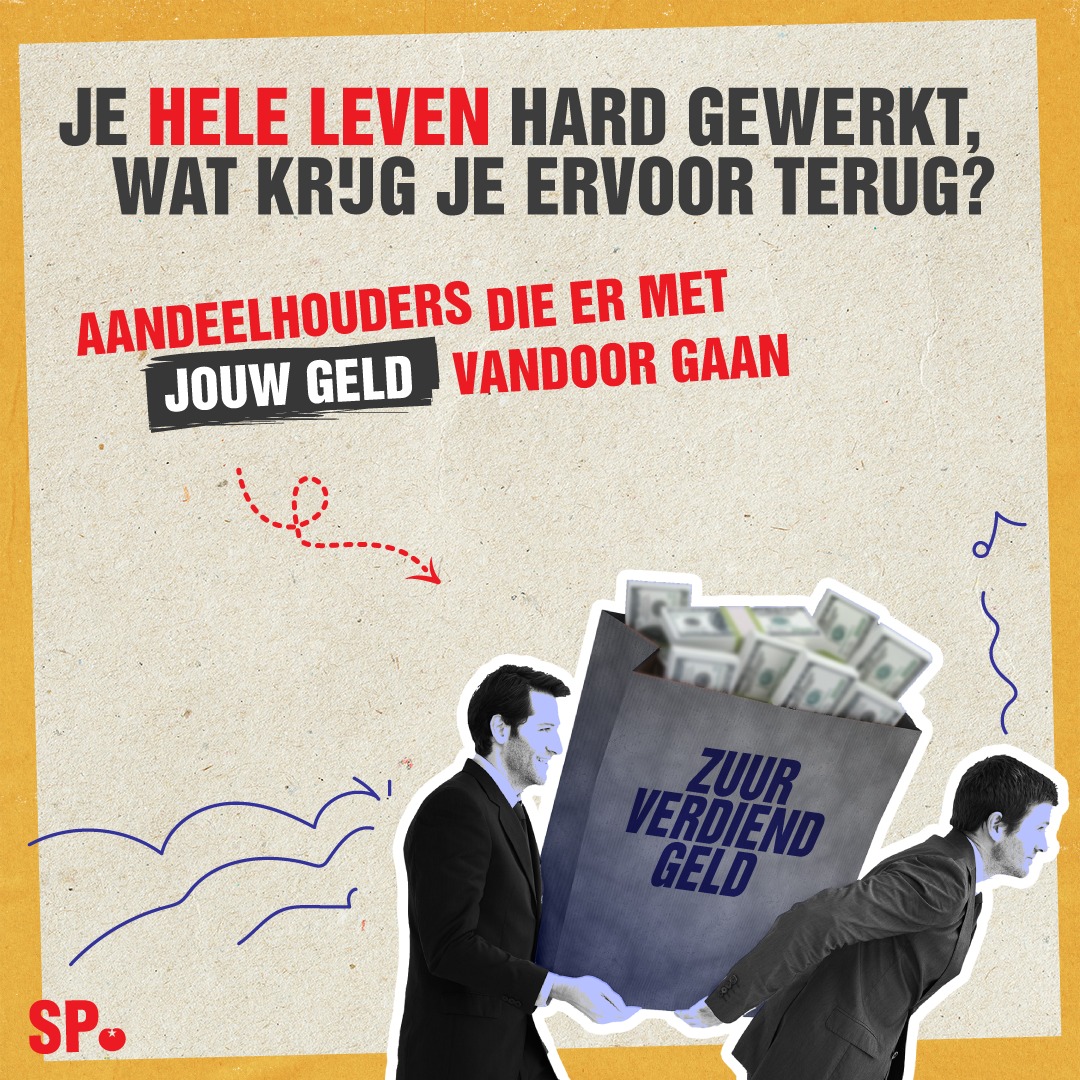 JE HELE LEVEN HARD GEWERKT,
WAT KRIJG JE ERVOOR TERUG?
AANDEELHOUDERS DIE ER MET
JOUW GELD VANDOOR GAAN
ZUUR
VERDIEND
GELD
SP